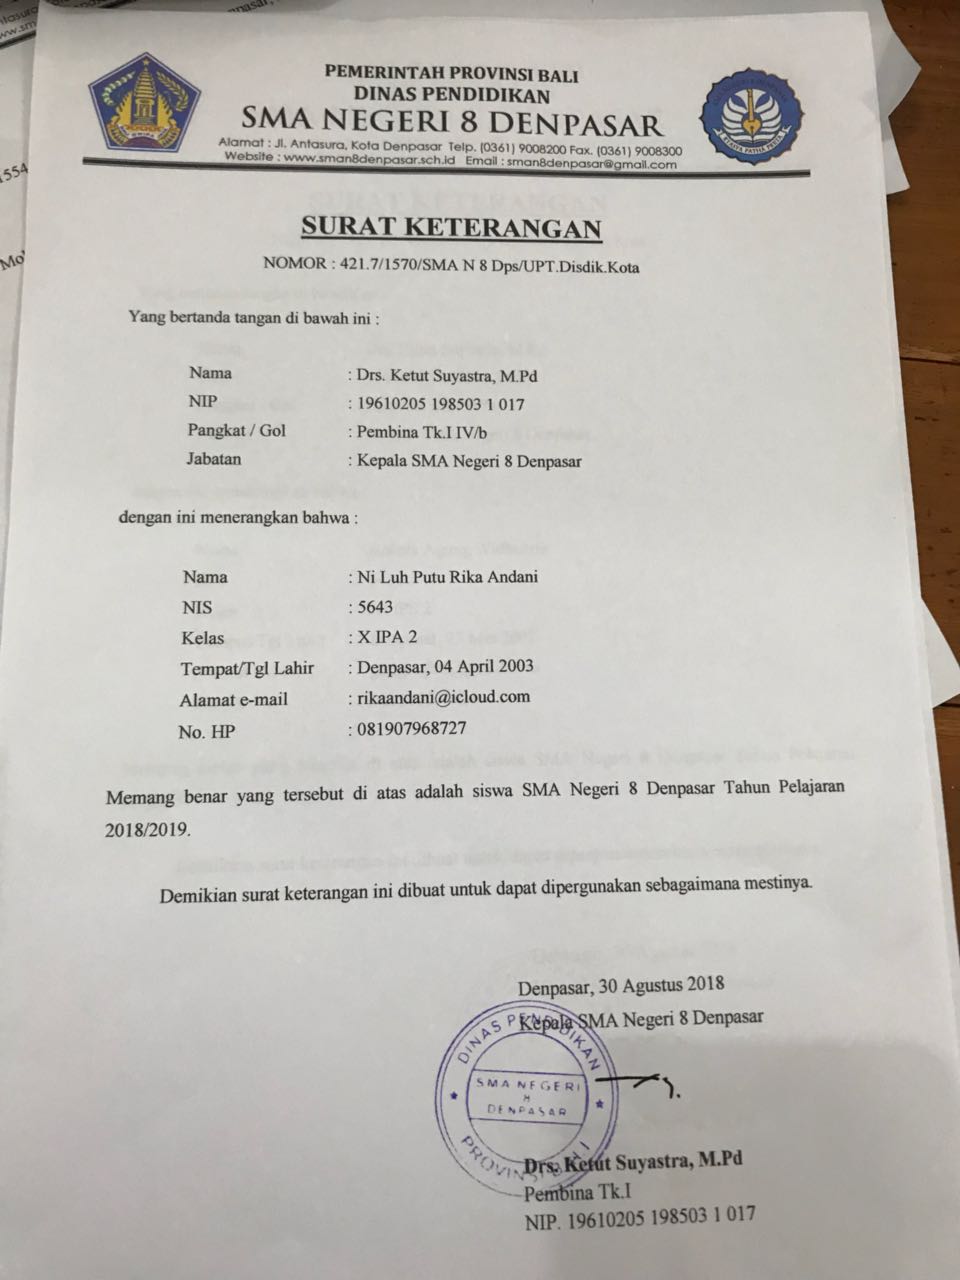 PEMERINTAH PROVINSI BALI
DINAS PENDIDIKAN
SMA NEGERI 8 DENPASAR
Alamat : Jl. Antasura, Kota Denpasar Telp. (0361) 9008200 Fax. (0361) 9008300
Website : www.sman8denpasar.sch.id Email : sman8denpasar@gmail.com
SURAT KETERANGAN
NOMOR : 421.7/1570/SMA N 8 Dps/UPT.Disdik.Kota
Yang bertanda tangan di bawah ini :
Nama : Drs. Ketut Suyastra, M.Pd
NIP : 19610205 198503 1 017
Pangkat / Gol : Pembina Tk.I IV/b
Jabatan : Kepala SMA Negeri 8 Denpasar
dengan ini menerangkan bahwa :
Nama : Ni Luh Putu Rika Andani
NIS : 5643
Kelas : X IPA 2
Tempat/Tgl Lahir : Denpasar, 04 April 2003
Alamat e-mail : rikaandani@icloud.com
No. HP : 081907968727
Memang benar yang tersebut di atas adalah siswa SMA Negeri 8 Denpasar Tahun Pelajaran
2018/2019.
Demikian surat keterangan ini dibuat untuk dapat dipergunakan sebagaimana mestinya.
Denpasar, 30 Agustus 2018
Kepala SMA Negeri 8 Denpasar
DINAS PENDIDIKAN
SMA NEGERI
DENPASAR
PROVINSI BALI
Drs. Ketut Suyastra, M.Pd
Pembina Tk.I
NIP. 19610205 198503 1 017
1554